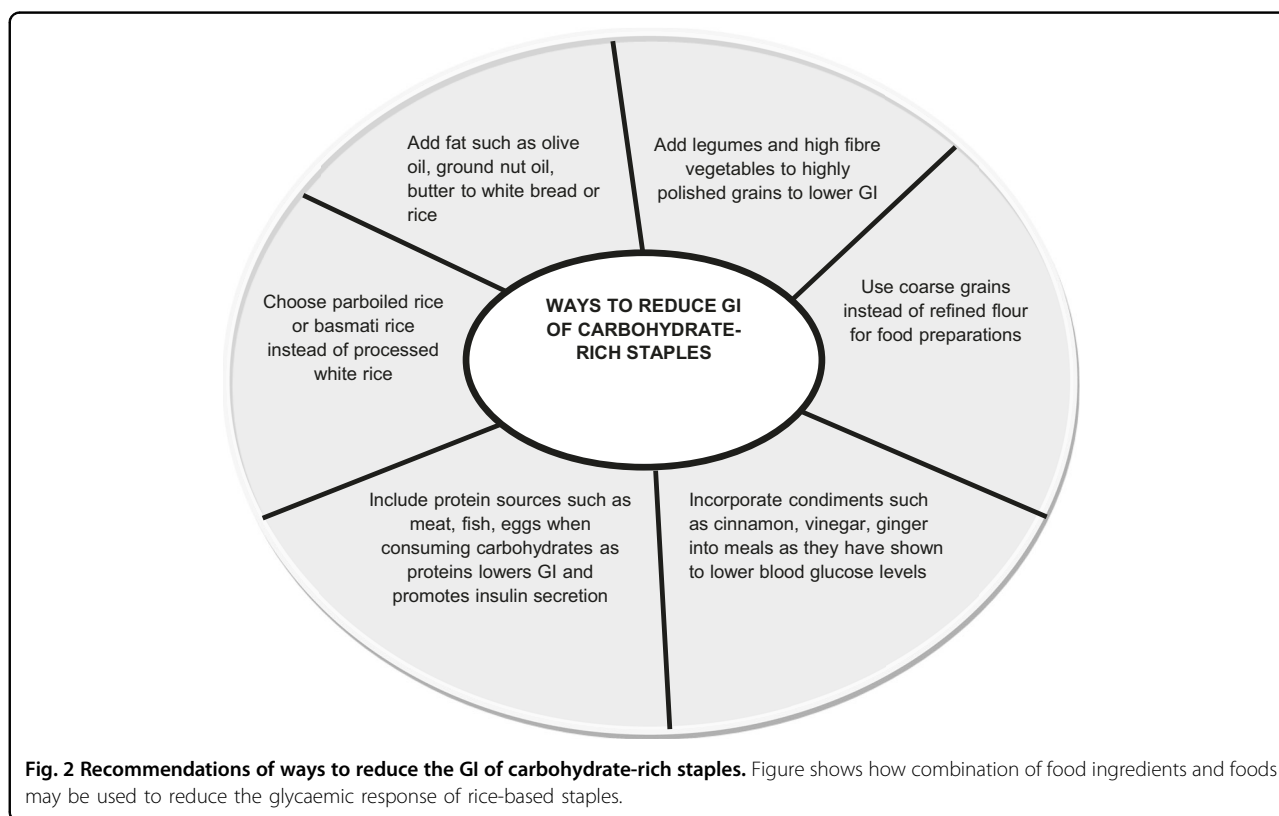 Add fat such as olive
oil, ground nut oil,
butter to white bread or
rice
Add legumes and high fibre
vegetables to highly
polished grains to lower GI
Use coarse grains
instead of refined flour
for food preparations
Incorporate condiments such
as cinnamon, vinegar, ginger
into meals as they have shown
to lower blood glucose levels
Include protein sources such as
meat, fish, eggs when
consuming carbohydrates as
proteins lowers GI and
promotes insulin secretion
Choose parboiled rice
or basmati rice
instead of processed
white rice
WAYS TO REDUCE GI
OF CARBOHYDRATE-
RICH STAPLES
Fig. 2 Recommendations of ways to reduce the GI of carbohydrate-rich staples. Figure shows how combination of food ingredients and foods
may be used to reduce the glycaemic response of rice-based staples.